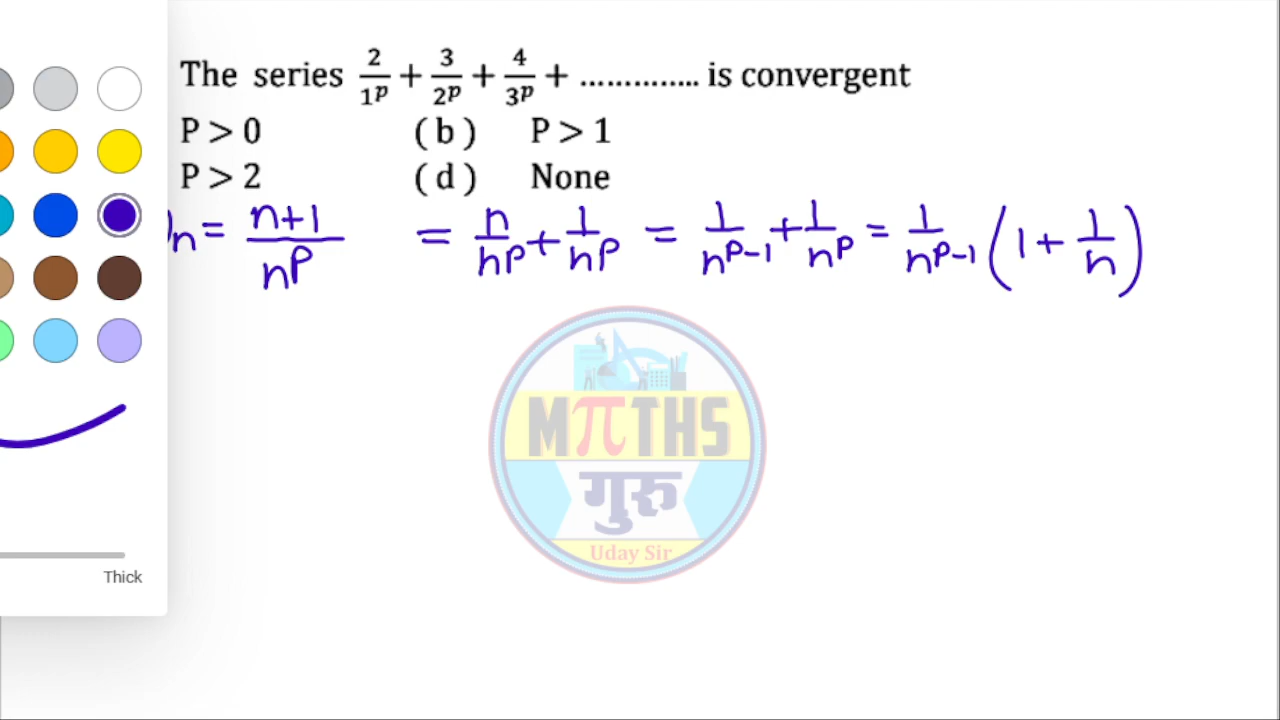 The series 2/1^p + 3/2^p + 4/3^p + .............. is convergent
P > 0 (b) P > 1
P > 2 (d) None
n = n+1/n^p = n/n^p + 1/n^p = 1/n^(p-1) + 1/n^p = 1/n^(p-1) (1 + 1/n)
MπTHS
गुरु
Uday Sir
Thick